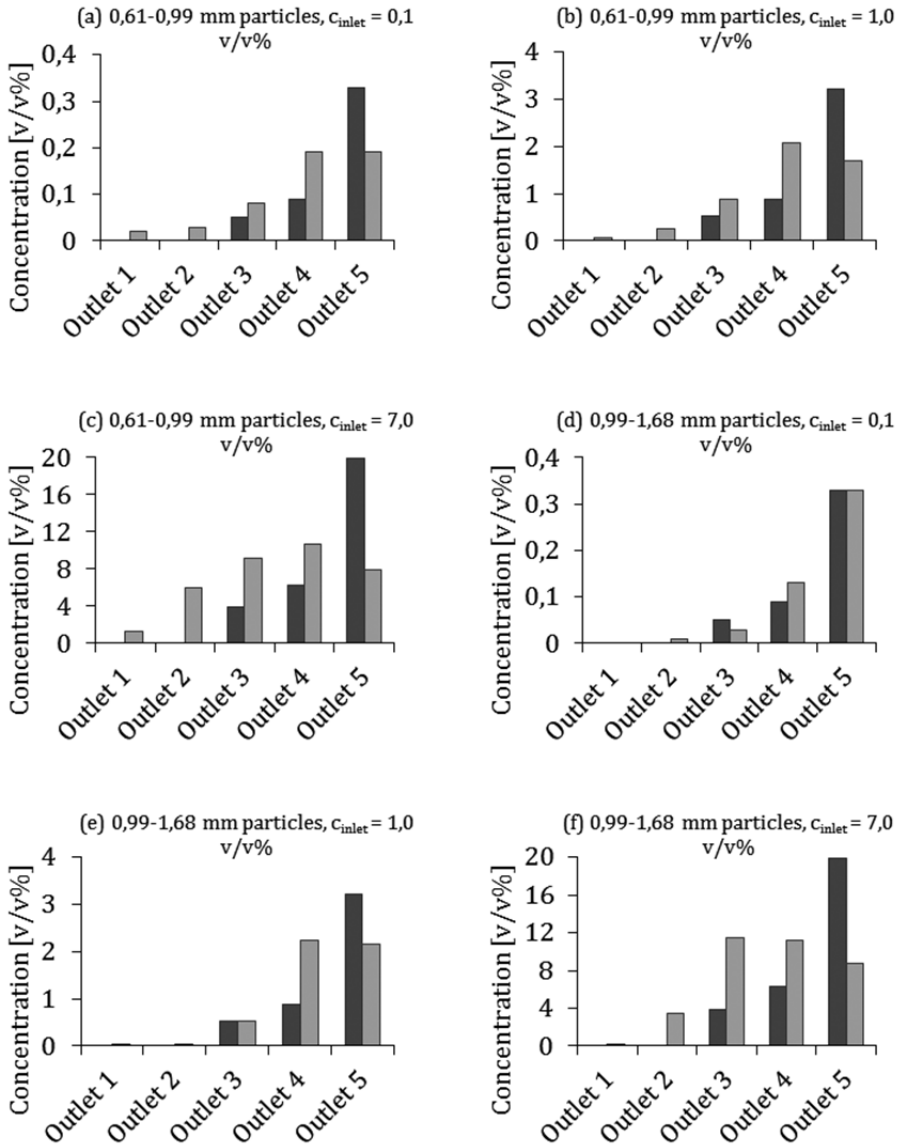 (a) 0,61-0,99 mm particles, cinlet = 0,1
v/v%
Concentration [v/v%]
0,4
0,3
0,2
0,1
0
Outlet 1
Outlet 2
Outlet 3
Outlet 4
Outlet 5
(b) 0,61-0,99 mm particles, cinlet = 1,0
v/v%
Concentration [v/v%]
4
3
2
1
0
Outlet 1
Outlet 2
Outlet 3
Outlet 4
Outlet 5
(c) 0,61-0,99 mm particles, cinlet = 7,0
v/v%
Concentration [v/v%]
20
16
12
8
4
0
Outlet 1
Outlet 2
Outlet 3
Outlet 4
Outlet 5
(d) 0,99-1,68 mm particles, cinlet = 0,1
v/v%
Concentration [v/v%]
0,4
0,3
0,2
0,1
0
Outlet 1
Outlet 2
Outlet 3
Outlet 4
Outlet 5
(e) 0,99-1,68 mm particles, cinlet = 1,0
v/v%
Concentration [v/v%]
4
3
2
1
0
Outlet 1
Outlet 2
Outlet 3
Outlet 4
Outlet 5
(f) 0,99-1,68 mm particles, cinlet = 7,0
v/v%
Concentration [v/v%]
20
16
12
8
4
0
Outlet 1
Outlet 2
Outlet 3
Outlet 4
Outlet 5